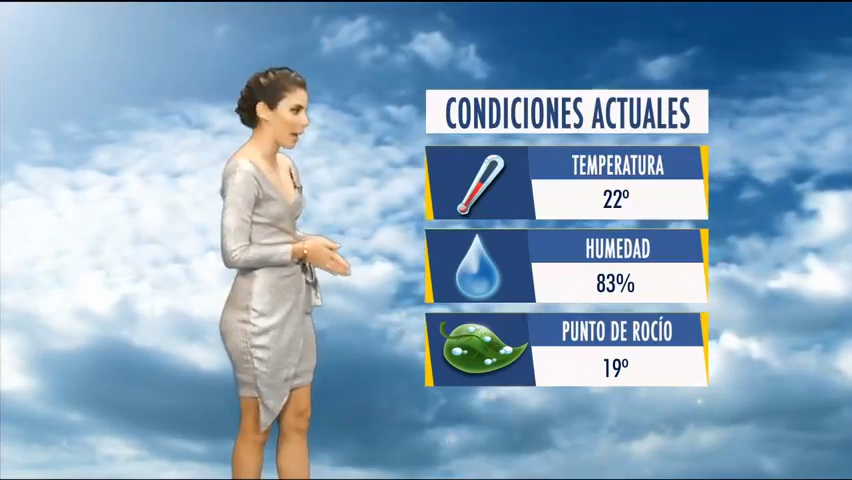 CONDICIONES ACTUALES
TEMPERATURA
22º
HUMEDAD
83%
PUNTO DE ROCÍO
19º